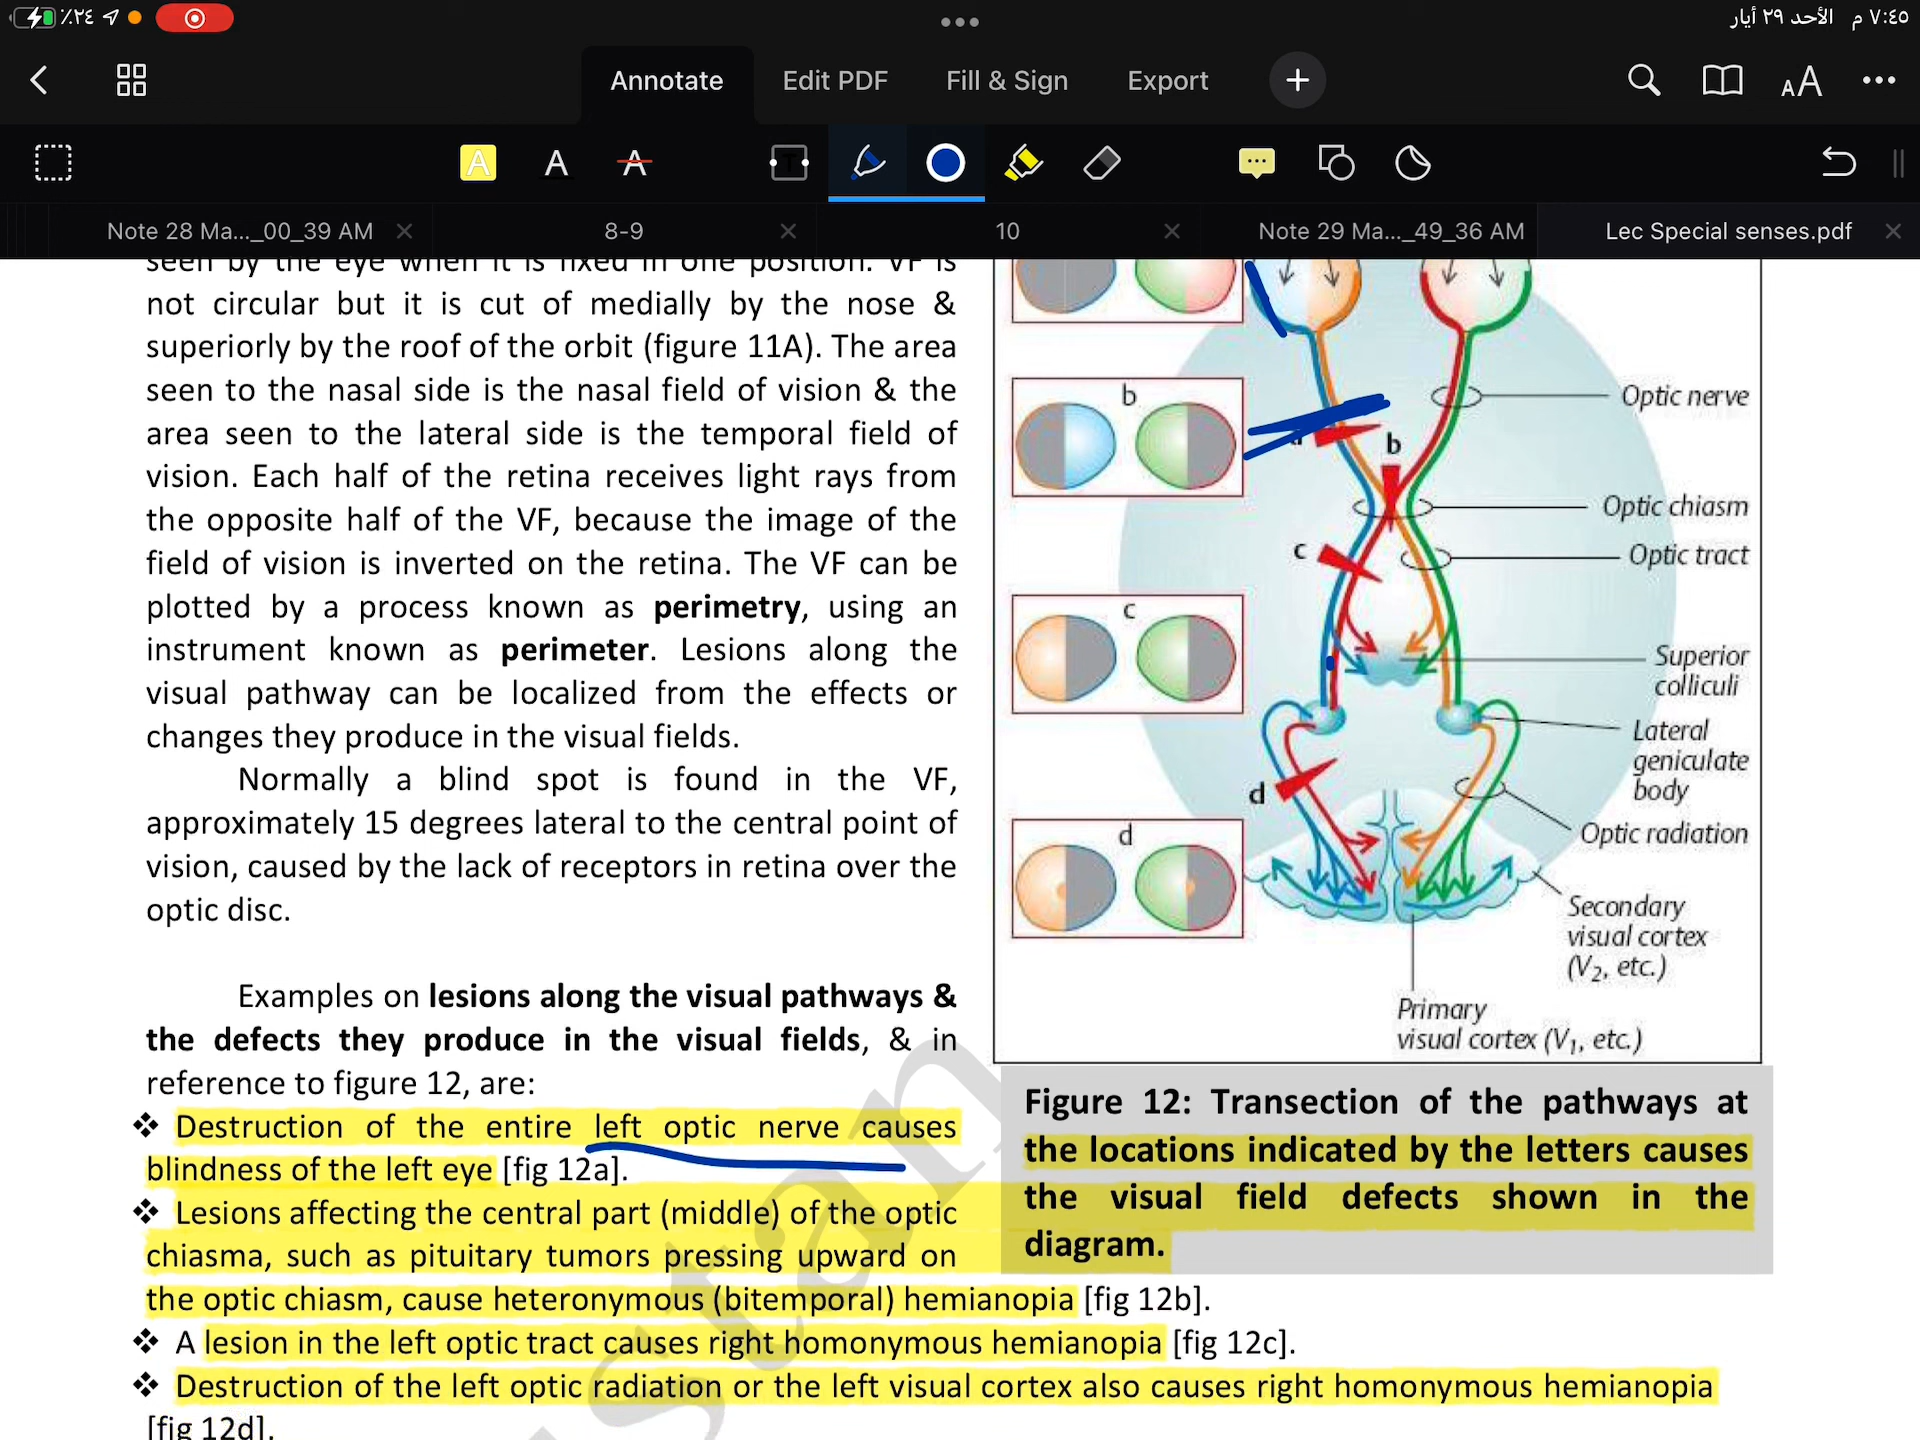 ٪٢٤
٧:٤٥ م الأحد ٢٩ أيار
Annotate
Edit PDF
Fill & Sign
Export
AA
A
A
A
T
Note 28 Ma..._00_39 AM
8-9
10
Note 29 Ma..._49_36 AM
Lec Special senses.pdf
seen by the eye when it is fixed in one position. VF is
not circular but it is cut of medially by the nose &
superiorly by the roof of the orbit (figure 11A). The area
seen to the nasal side is the nasal field of vision & the
area seen to the lateral side is the temporal field of
vision. Each half of the retina receives light rays from
the opposite half of the VF, because the image of the
field of vision is inverted on the retina. The VF can be
plotted by a process known as perimetry, using an
instrument known as perimeter. Lesions along the
visual pathway can be localized from the effects or
changes they produce in the visual fields.
Normally a blind spot is found in the VF,
approximately 15 degrees lateral to the central point of
vision, caused by the lack of receptors in retina over the
optic disc.
Examples on lesions along the visual pathways &
the defects they produce in the visual fields, & in
reference to figure 12, are:
❖ Destruction of the entire left optic nerve causes
blindness of the left eye [fig 12a].
❖ Lesions affecting the central part (middle) of the optic
chiasma, such as pituitary tumors pressing upward on
the optic chiasm, cause heteronymous (bitemporal) hemianopia [fig 12b].
❖ A lesion in the left optic tract causes right homonymous hemianopia [fig 12c].
❖ Destruction of the left optic radiation or the left visual cortex also causes right homonymous hemianopia
[fig 12d].
b
c
d
b
c
d
Optic nerve
Optic chiasm
Optic tract
Superior
colliculi
Lateral
geniculate
body
Optic radiation
Secondary
visual cortex
(V2, etc.)
Primary
visual cortex (V1, etc.)
Figure 12: Transection of the pathways at
the locations indicated by the letters causes
the visual field defects shown in the
diagram.